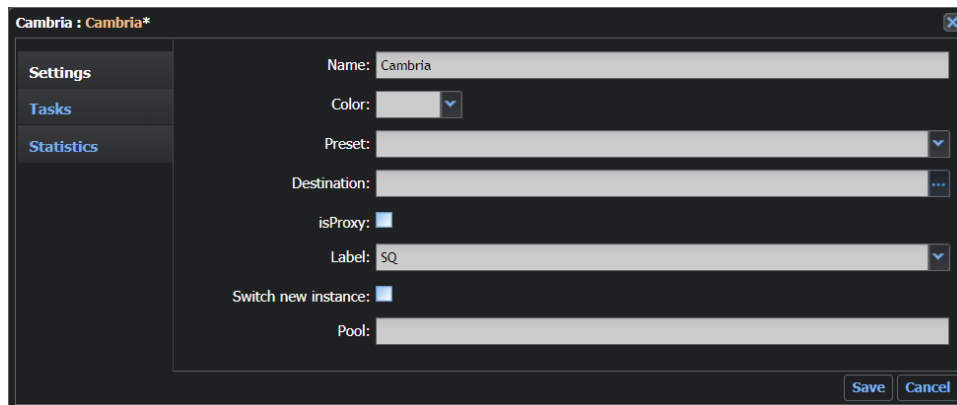 Cambria : Cambria*
Settings
Tasks
Statistics
Name: Cambria
Color:
Preset:
Destination:
...
isProxy:
Label: SQ
Switch new instance:
Pool:
Save Cancel